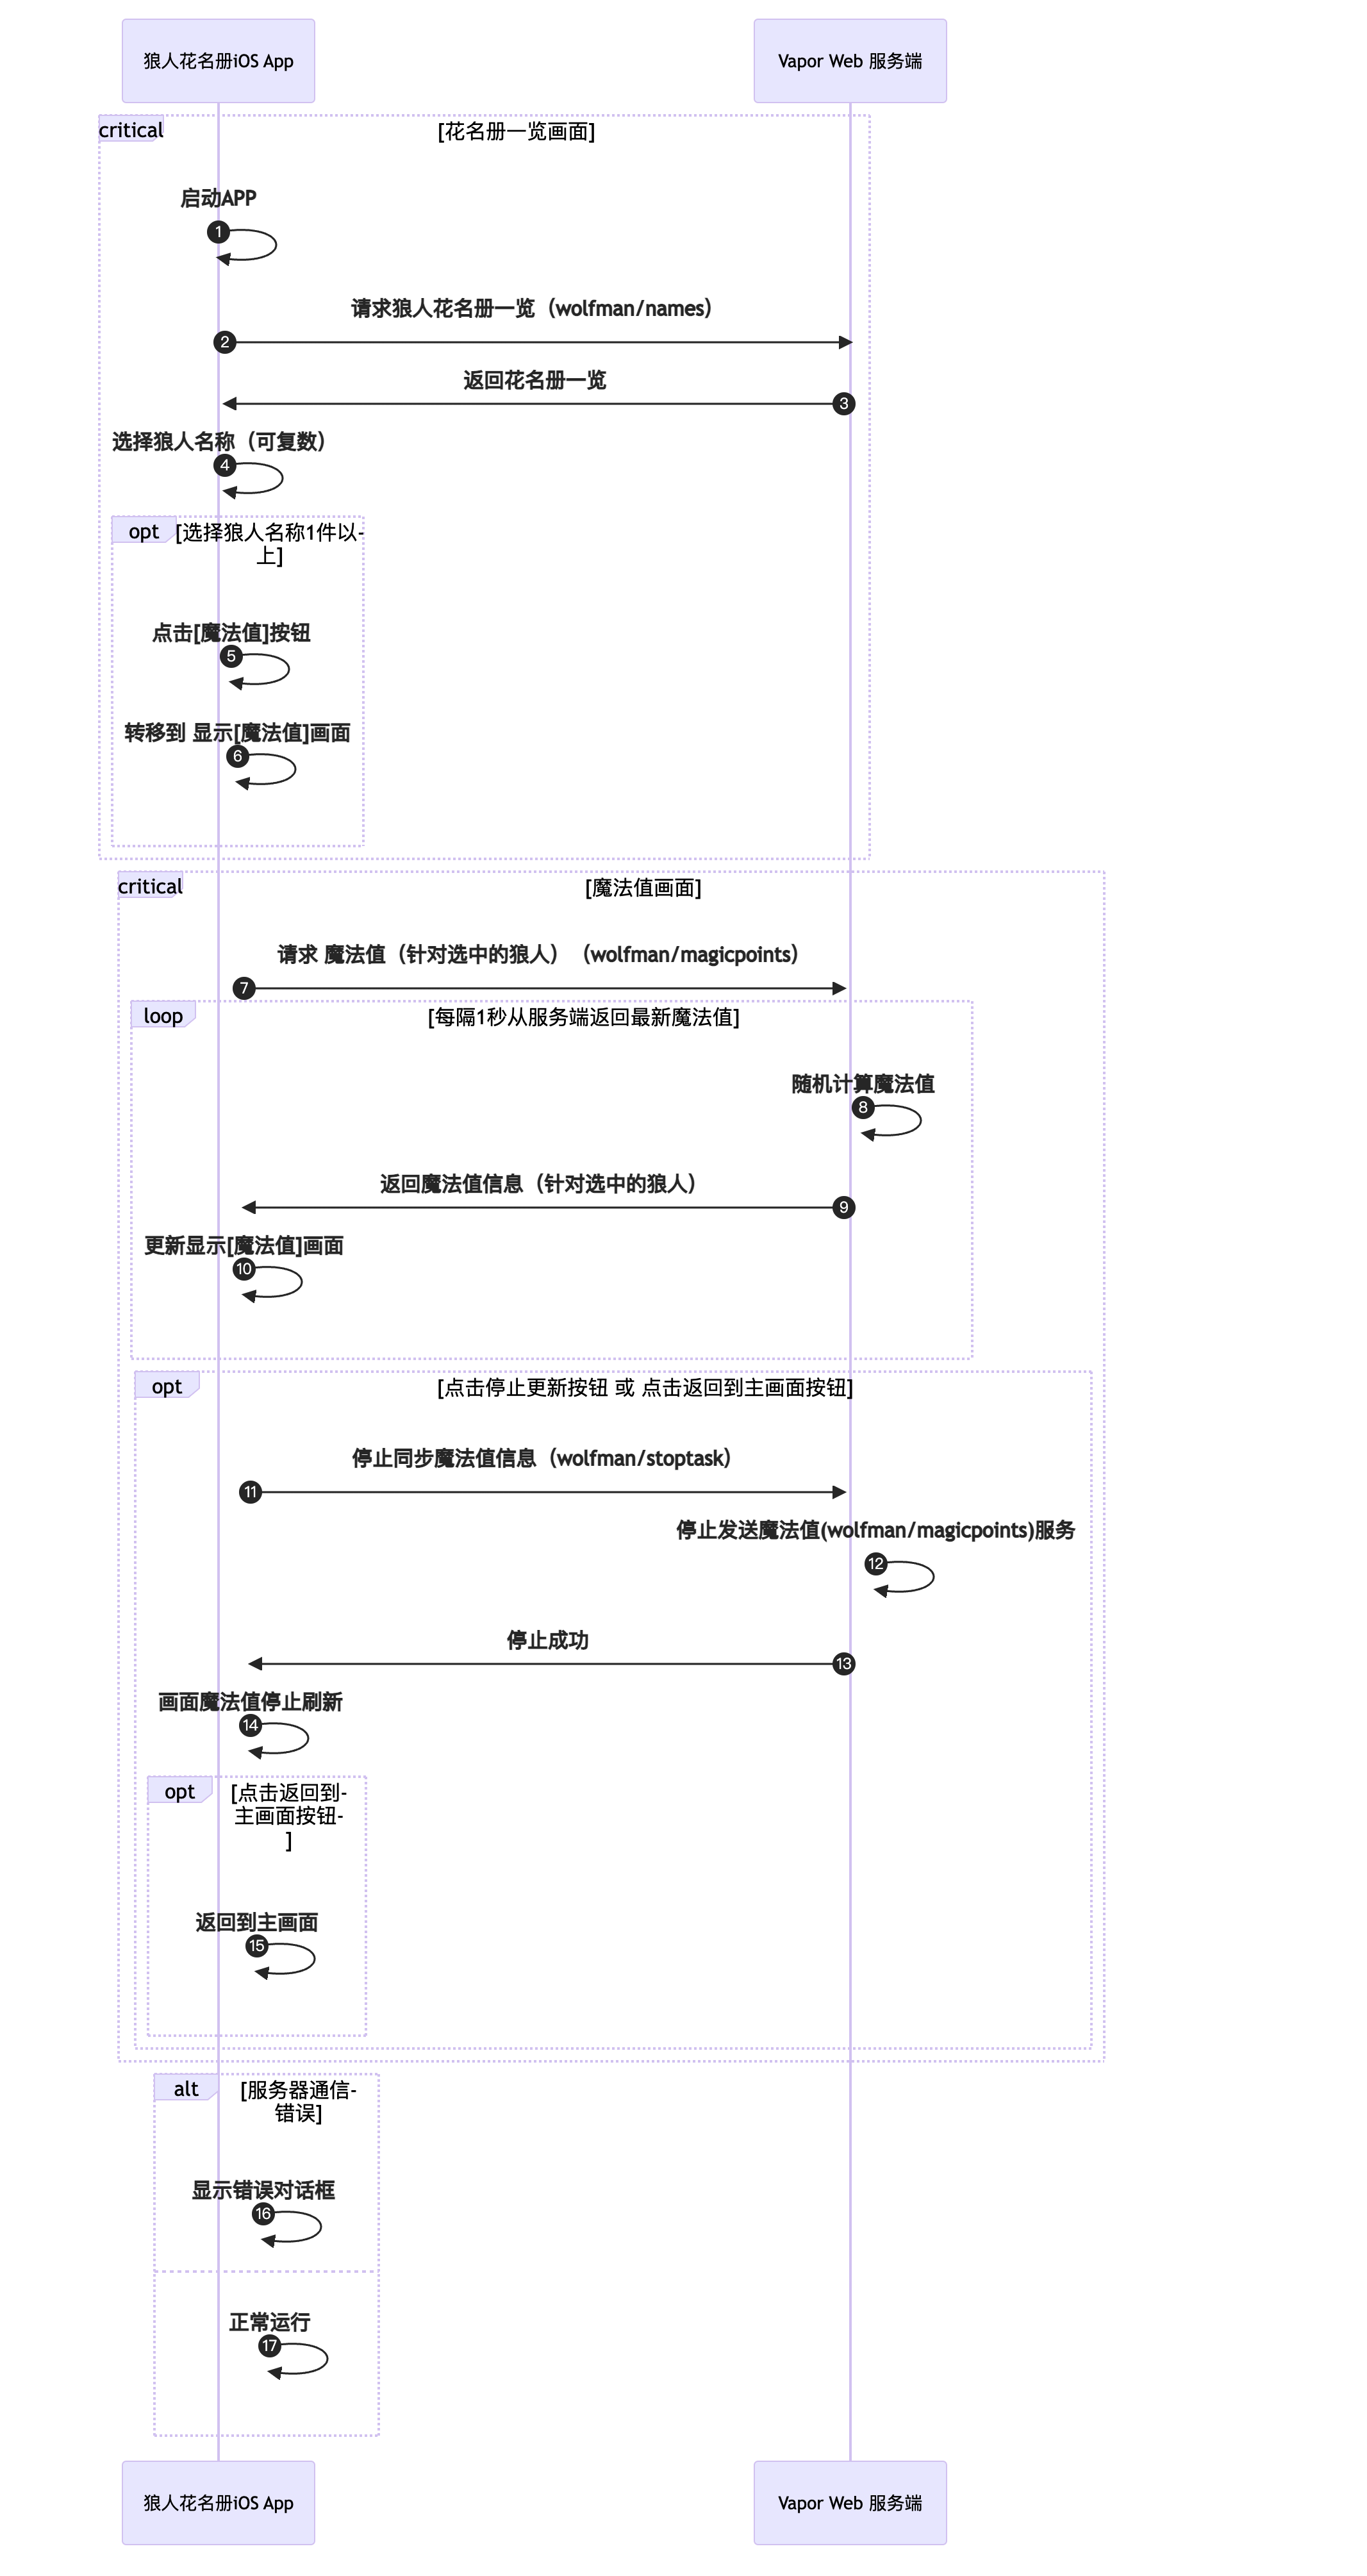 狼人花名册iOS App
Vapor Web 服务端
critical
[花名册一览画面]
启动APP
1
请求狼人花名册一览（wolfman/names）
2
返回花名册一览
3
选择狼人名称（可复数）
4
opt
[选择狼人名称1件以-
上]
点击[魔法值]按钮
5
转移到 显示[魔法值]画面
6
critical
[魔法值画面]
请求 魔法值（针对选中的狼人）（wolfman/magicpoints）
7
loop
[每隔1秒从服务端返回最新魔法值]
随机计算魔法值
8
返回魔法值信息（针对选中的狼人）
9
更新显示[魔法值]画面
10
opt
[点击停止更新按钮 或 点击返回到主画面按钮]
停止同步魔法值信息（wolfman/stoptask）
11
停止发送魔法值(wolfman/magicpoints)服务
12
停止成功
13
画面魔法值停止刷新
14
opt
[点击返回到-
主画面按钮-
]
返回到主画面
15
alt
[服务器通信-
错误]
显示错误对话框
16
正常运行
17
狼人花名册iOS App
Vapor Web 服务端